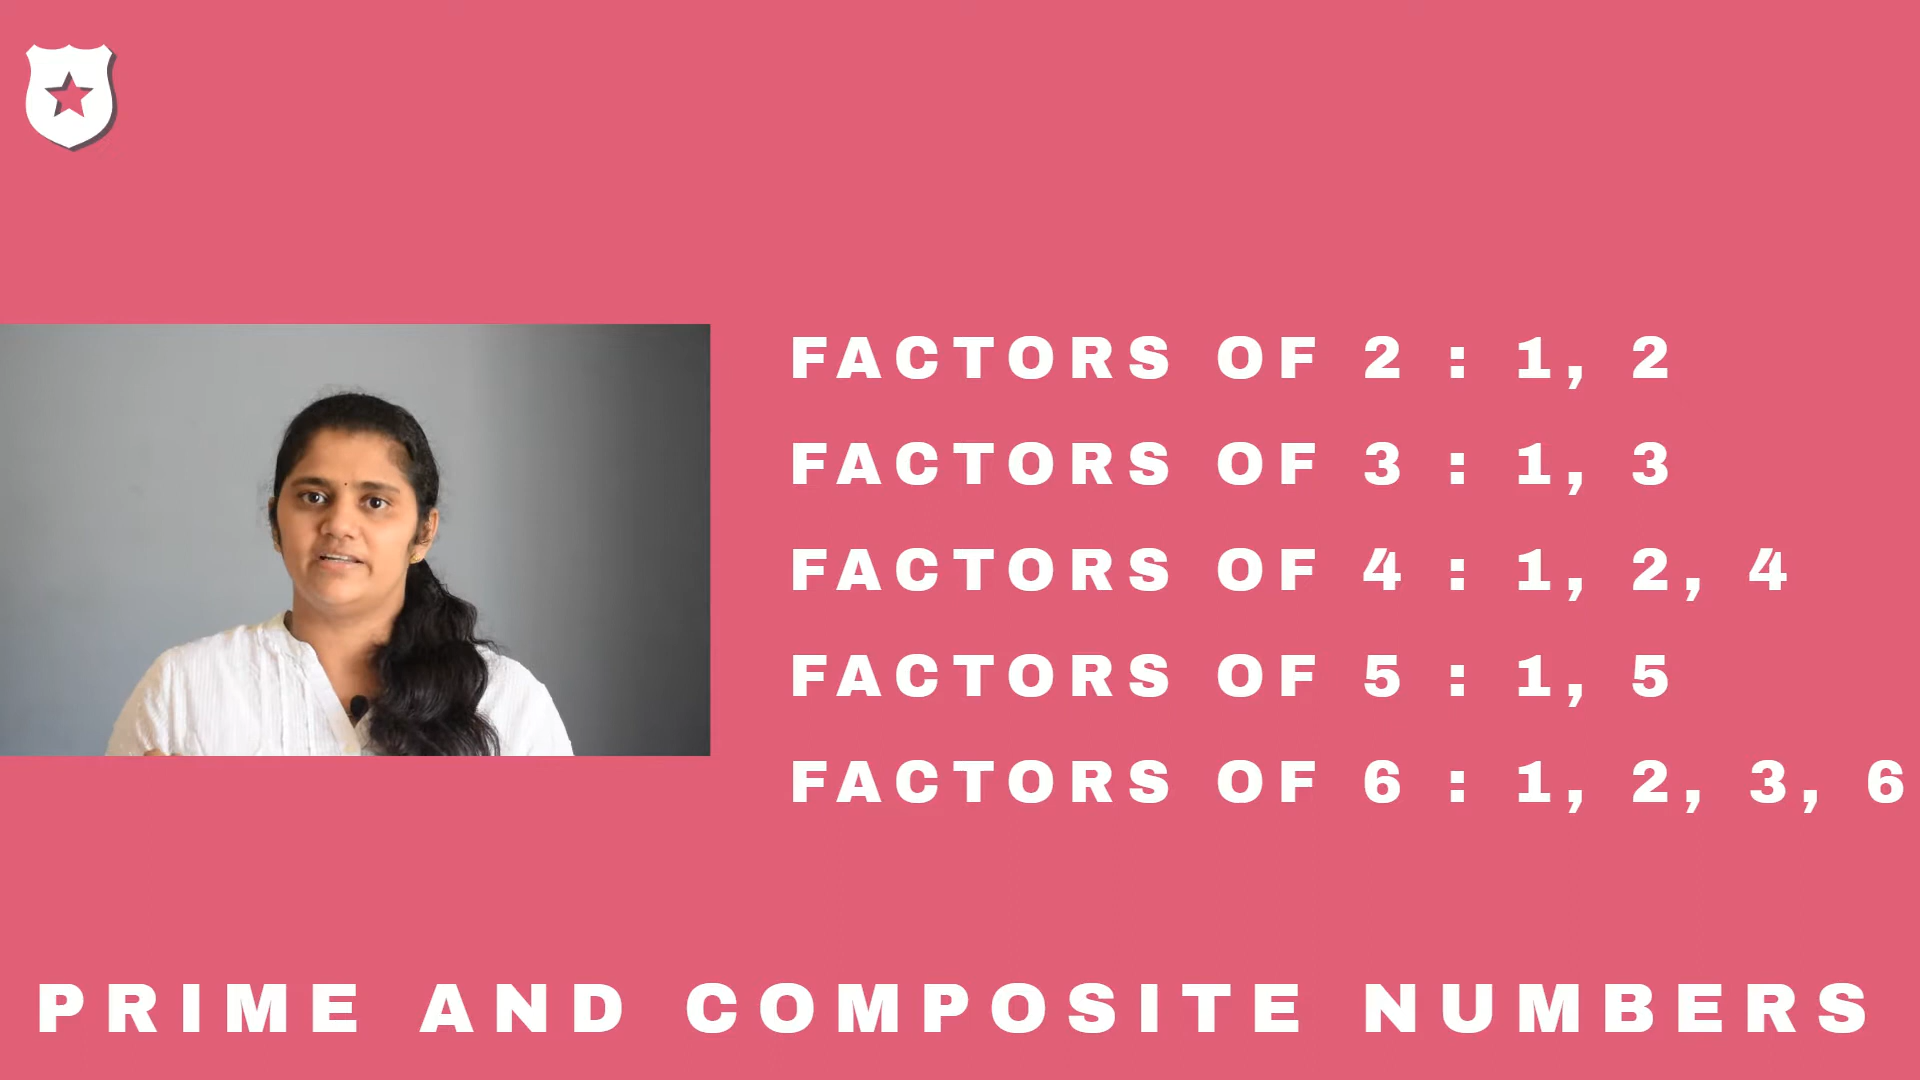 FACTORS OF 2 : 1, 2
FACTORS OF 3 : 1, 3
FACTORS OF 4 : 1, 2, 4
FACTORS OF 5 : 1, 5
FACTORS OF 6 : 1, 2, 3, 6
PRIME AND COMPOSITE NUMBERS